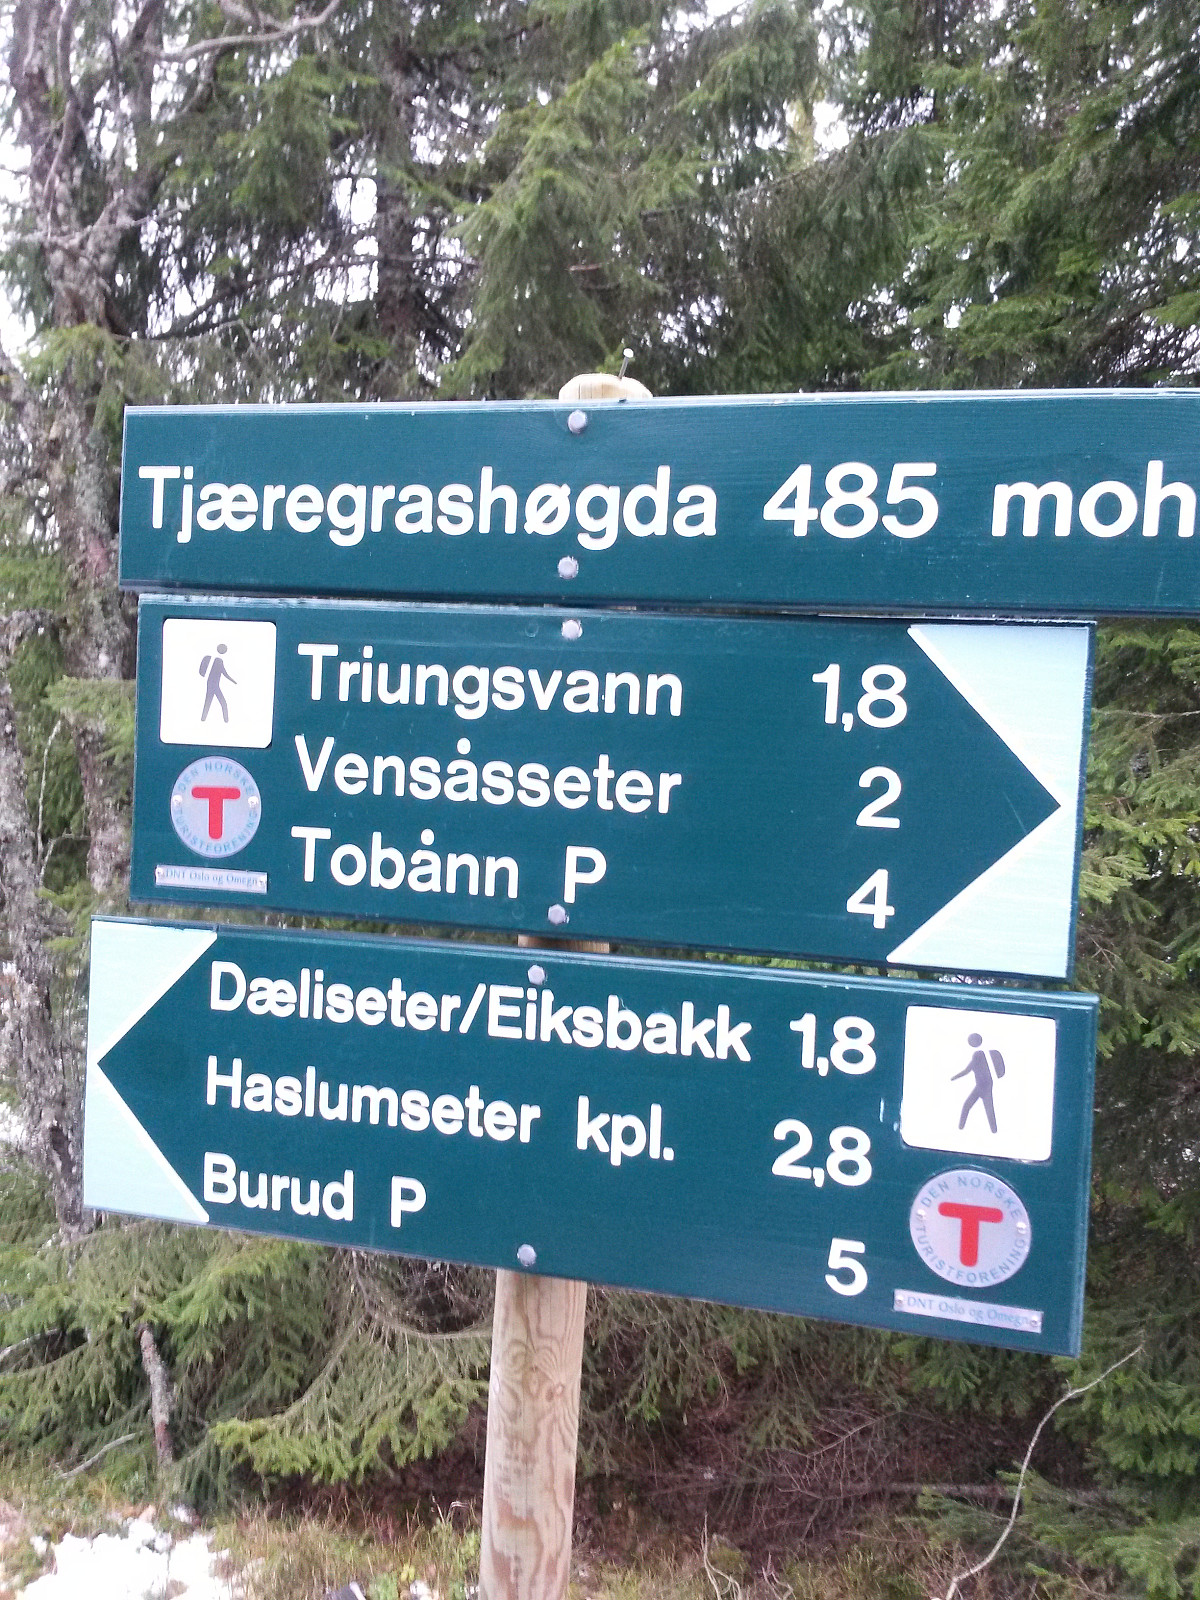 Tjæregrashøgda 485 moh
Triungsvann 1,8
Vensåsseter 2
Tobånn P 4
DEN NORSKE TURISTFORENING
T
DNT Oslo og Omegn
Dæliseter/Eiksbakk 1,8
Haslumseter kpl. 2,8
Burud P 5
DEN NORSKE TURISTFORENING
T
DNT Oslo og Omegn